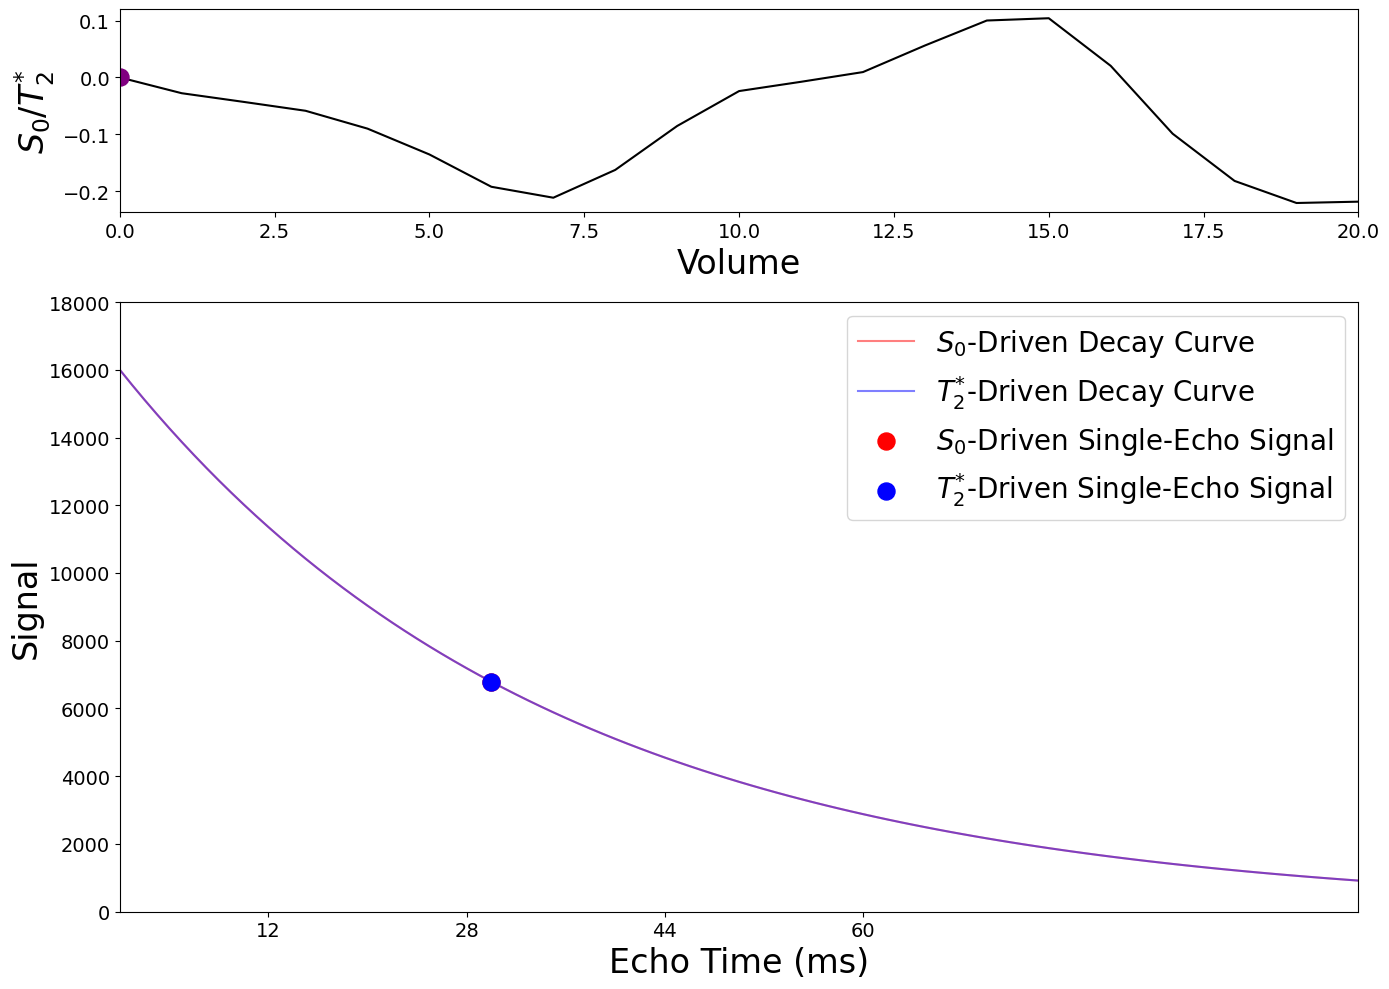 0.1
0.0
−0.1
−0.2
S₀/T₂*
0.0 2.5 5.0 7.5 10.0 12.5 15.0 17.5 20.0
Volume
18000
16000
14000
12000
10000
8000
6000
4000
2000
0
Signal
S₀-Driven Decay Curve
T₂*-Driven Decay Curve
S₀-Driven Single-Echo Signal
T₂*-Driven Single-Echo Signal
12 28 44 60
Echo Time (ms)